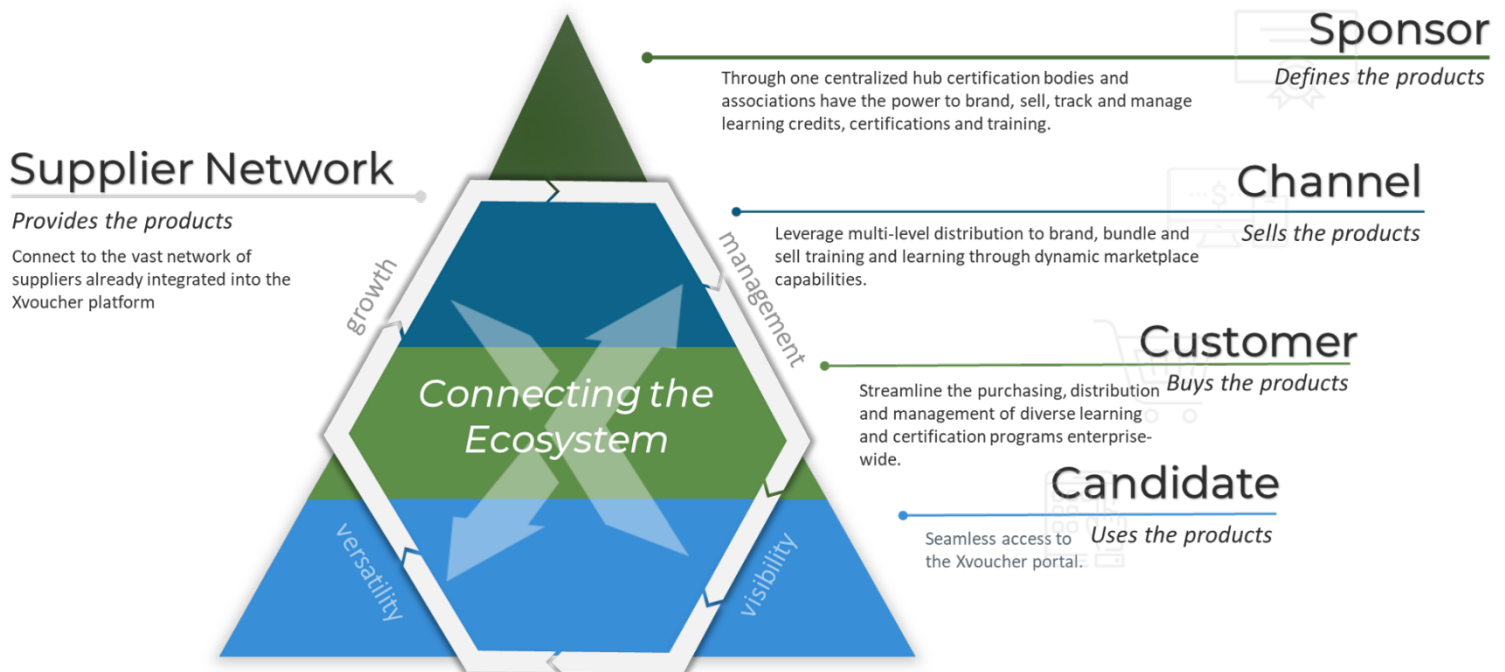 Sponsor
Defines the products
Through one centralized hub certification bodies and
associations have the power to brand, sell, track and manage
learning credits, certifications and training.
Supplier Network
Provides the products
Connect to the vast network of
suppliers already integrated into the
Xvoucher platform
Channel
Sells the products
Leverage multi-level distribution to brand, bundle and
sell training and learning through dynamic marketplace
capabilities.
growth
management
Customer
Buys the products
Streamline the purchasing, distribution
and management of diverse learning
and certification programs enterprise-
wide.
Connecting the
Ecosystem
Candidate
Uses the products
Seamless access to
the Xvoucher portal.
versatility
visibility
$